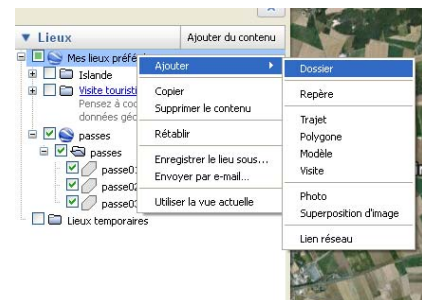 Lieux
Ajouter du contenu
Mes lieux préfé
Islande
Visite touristi
Pensez à coc
données géo
passes
passes
passe0
passe02
passe03
Lieux temporaires
Ajouter
Copier
Supprimer le contenu
Rétablir
Enregistrer le lieu sous...
Envoyer par e-mail...
Utiliser la vue actuelle
Dossier
Repère
Trajet
Polygone
Modèle
Visite
Photo
Superposition d'image
Lien réseau